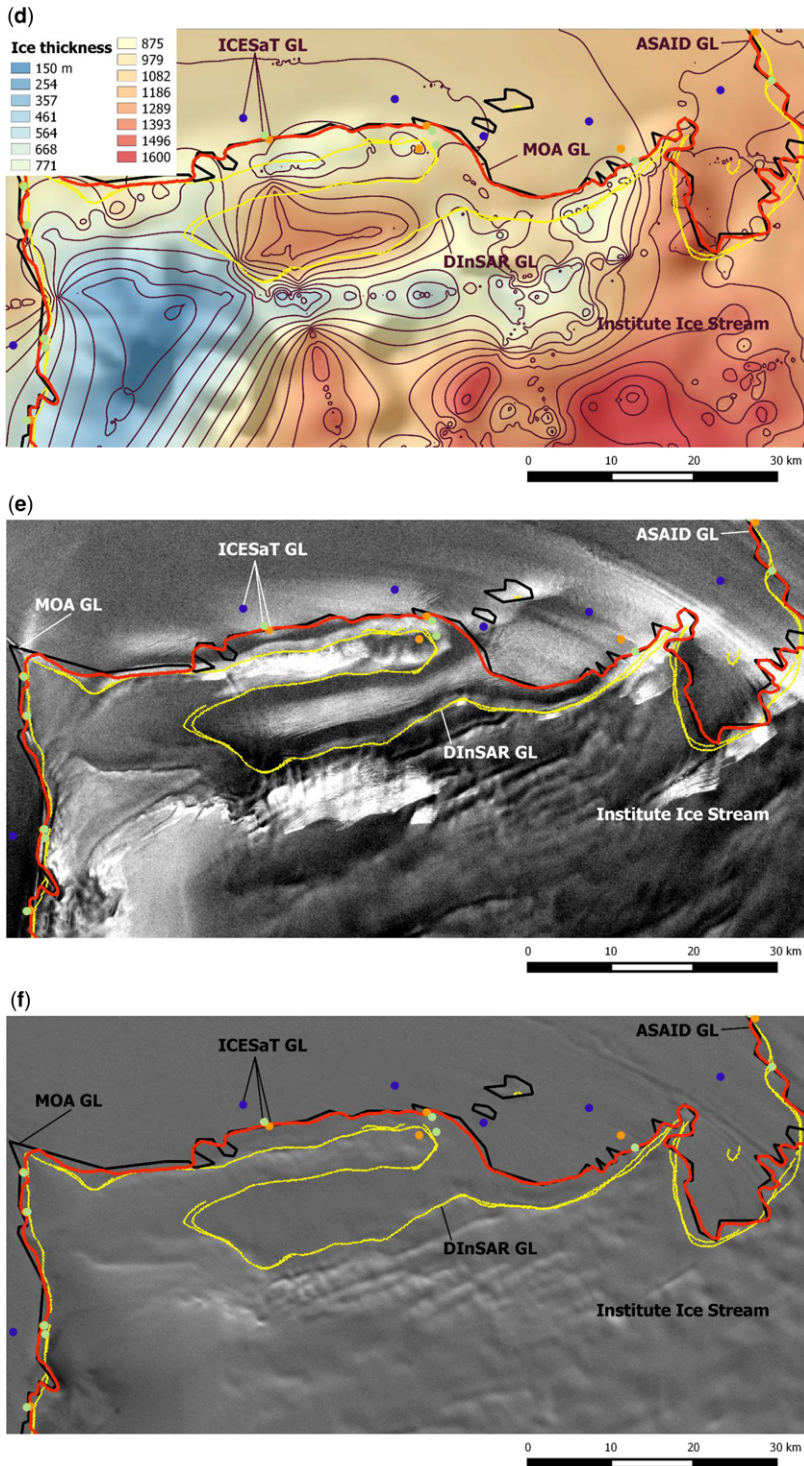 (d)
Ice thickness
150 m
254
357
461
564
668
771
875
979
1082
1186
1289
1393
1496
1600
ICESaT GL
ASAID GL
MOA GL
DInSAR GL
Institute Ice Stream
0 10 20 30 km
(e)
ICESaT GL
ASAID GL
MOA GL
DInSAR GL
Institute Ice Stream
0 10 20 30 km
(f)
ICESaT GL
ASAID GL
MOA GL
DInSAR GL
Institute Ice Stream
0 10 20 30 km